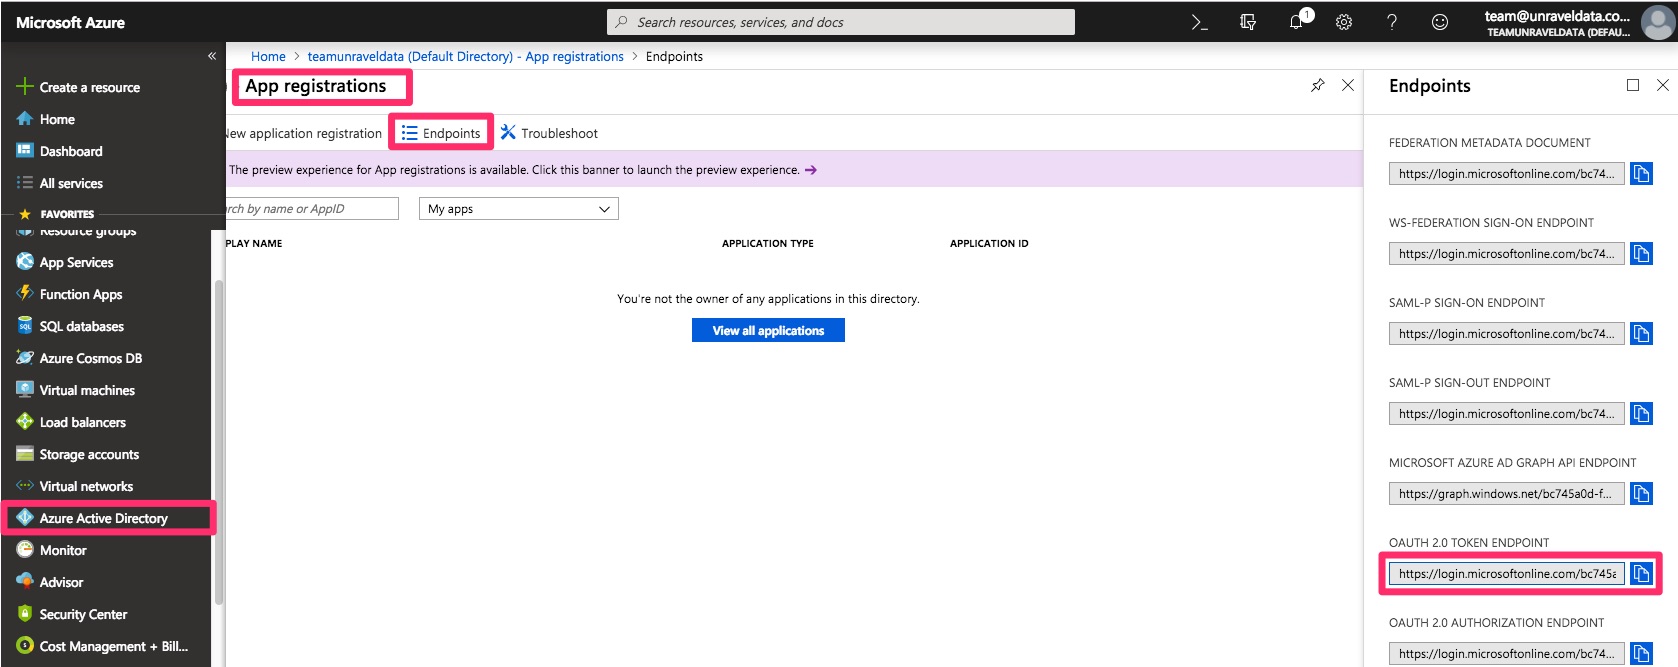 Microsoft Azure
Search resources, services, and docs
1
team@unraveldata.co...
TEAMUNRAVELDATA (DEFAU...
«
Home > teamunraveldata (Default Directory) - App registrations > Endpoints
Create a resource
Home
Dashboard
All services
FAVORITES
Resource groups
App Services
Function Apps
SQL databases
Azure Cosmos DB
Virtual machines
Load balancers
Storage accounts
Virtual networks
Azure Active Directory
Monitor
Advisor
Security Center
Cost Management + Bill...
App registrations
New application registration
Endpoints
Troubleshoot
The preview experience for App registrations is available. Click this banner to launch the preview experience. →
rch by name or AppID
My apps
PLAY NAME
APPLICATION TYPE
APPLICATION ID
You're not the owner of any applications in this directory.
View all applications
Endpoints
FEDERATION METADATA DOCUMENT
https://login.microsoftonline.com/bc74...
WS-FEDERATION SIGN-ON ENDPOINT
https://login.microsoftonline.com/bc74...
SAML-P SIGN-ON ENDPOINT
https://login.microsoftonline.com/bc74...
SAML-P SIGN-OUT ENDPOINT
https://login.microsoftonline.com/bc74...
MICROSOFT AZURE AD GRAPH API ENDPOINT
https://graph.windows.net/bc745a0d-f...
OAUTH 2.0 TOKEN ENDPOINT
https://login.microsoftonline.com/bc745a
OAUTH 2.0 AUTHORIZATION ENDPOINT
https://login.microsoftonline.com/bc74...